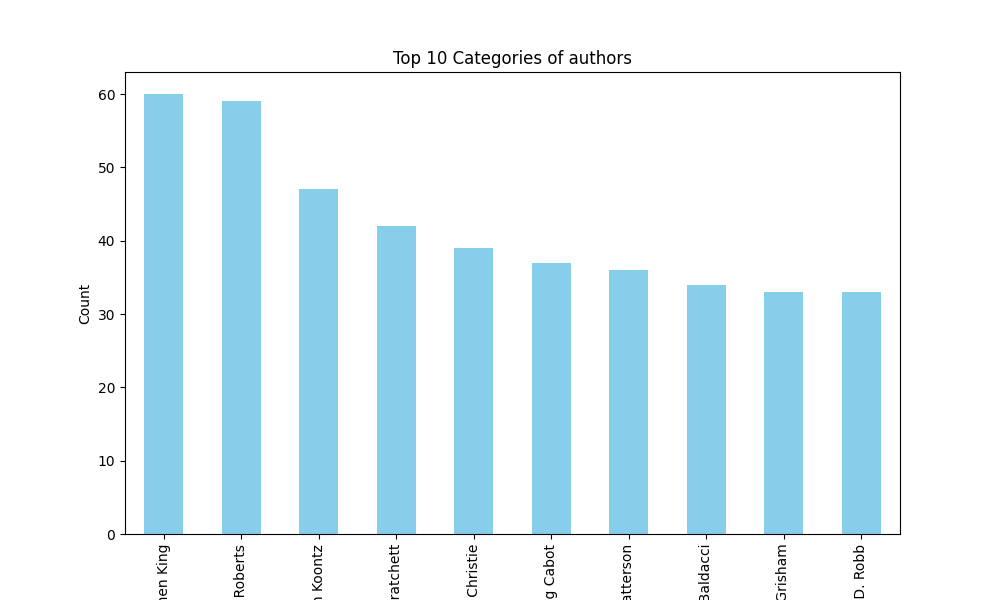 Top 10 Categories of authors
Count
60
50
40
30
20
10
0
hen King
Roberts
n Koontz
ratchett
Christie
g Cabot
atterson
Baldacci
Grisham
D. Robb